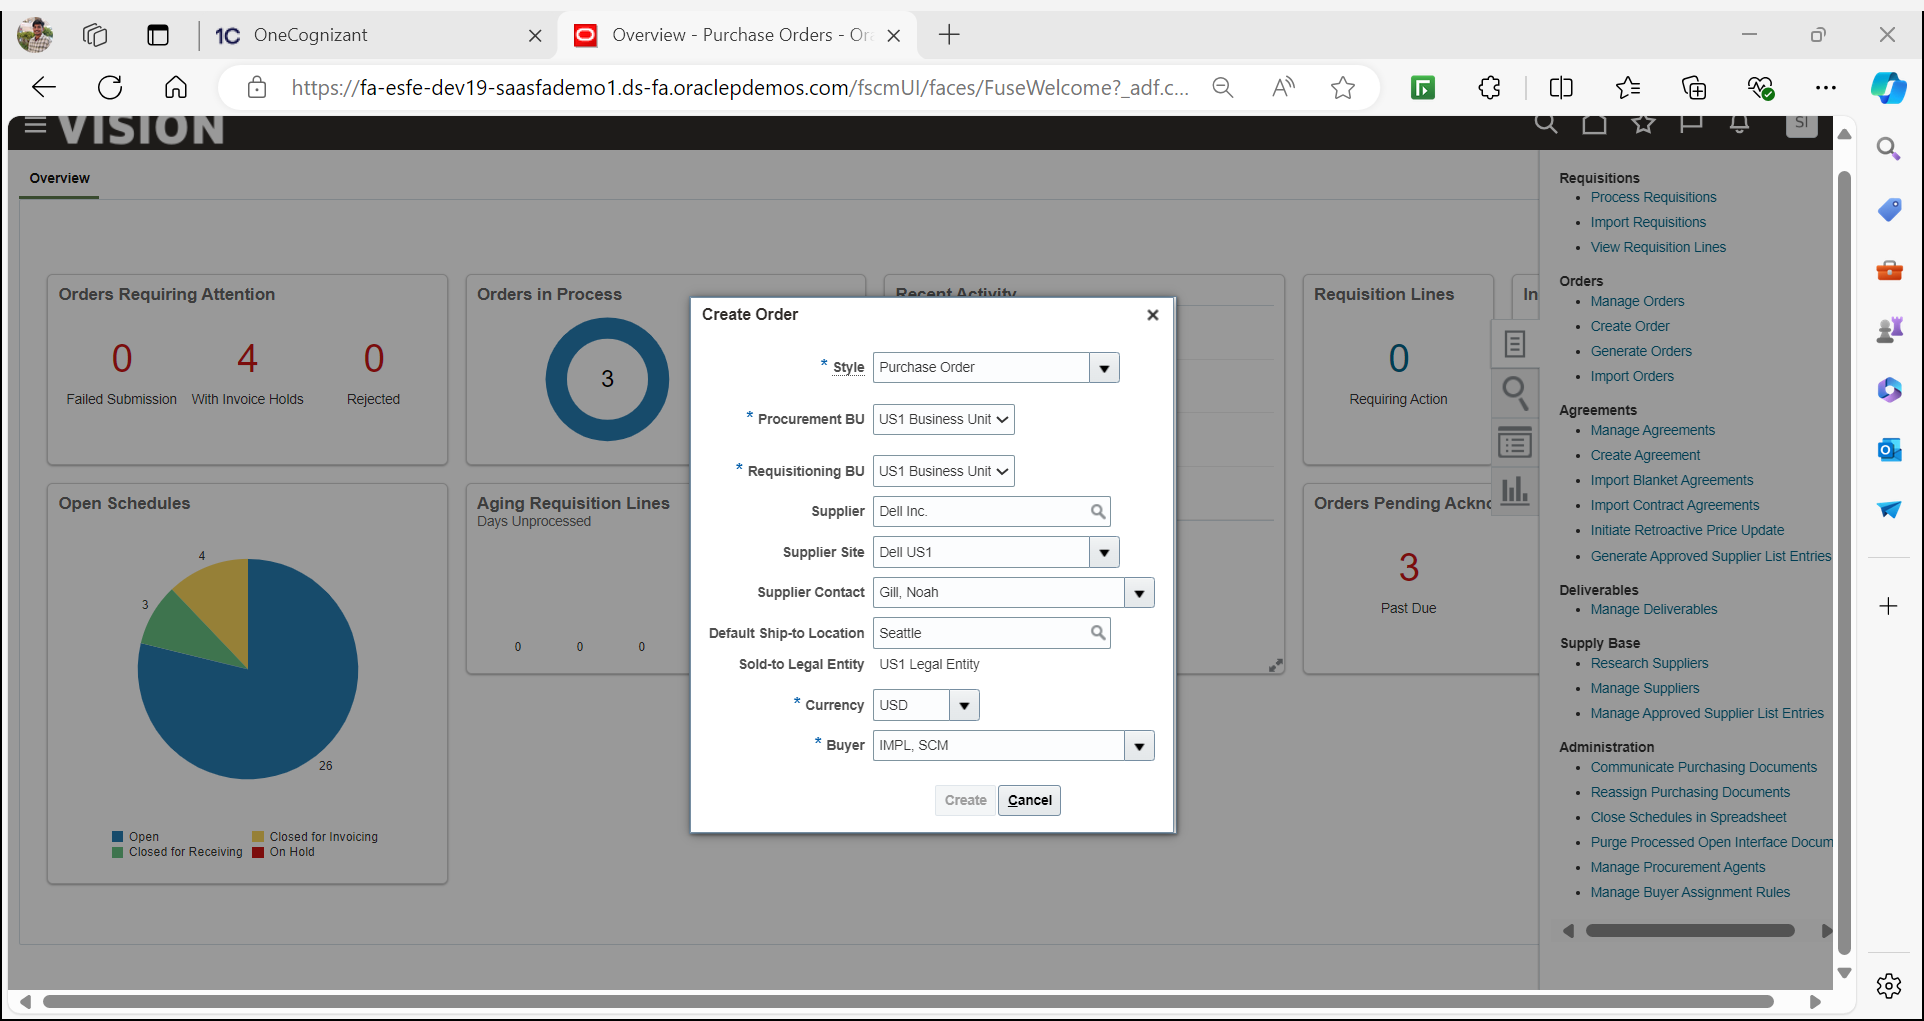 OneCognizant
Overview - Purchase Orders - Ora
https://fa-esfe-dev19-saasfademo1.ds-fa.oraclepdemos.com/fscmUI/faces/FuseWelcome?_adf.c...
VISION
SI
Overview
Orders Requiring Attention
0
4
0
Failed Submission
With Invoice Holds
Rejected
Orders in Process
3
Recent Activity
Requisition Lines
0
Requiring Action
In
Open Schedules
4
3
26
Open
Closed for Invoicing
Closed for Receiving
On Hold
Aging Requisition Lines
Days Unprocessed
0
0
0
Orders Pending Ackno
3
Past Due
Create Order
* Style
Purchase Order
* Procurement BU
US1 Business Unit
* Requisitioning BU
US1 Business Unit
Supplier
Dell Inc.
Supplier Site
Dell US1
Supplier Contact
Gill, Noah
Default Ship-to Location
Seattle
Sold-to Legal Entity
US1 Legal Entity
* Currency
USD
* Buyer
IMPL, SCM
Create
Cancel
Requisitions
Process Requisitions
Import Requisitions
View Requisition Lines
Orders
Manage Orders
Create Order
Generate Orders
Import Orders
Agreements
Manage Agreements
Create Agreement
Import Blanket Agreements
Import Contract Agreements
Initiate Retroactive Price Update
Generate Approved Supplier List Entries
Deliverables
Manage Deliverables
Supply Base
Research Suppliers
Manage Suppliers
Manage Approved Supplier List Entries
Administration
Communicate Purchasing Documents
Reassign Purchasing Documents
Close Schedules in Spreadsheet
Purge Processed Open Interface Docum
Manage Procurement Agents
Manage Buyer Assignment Rules